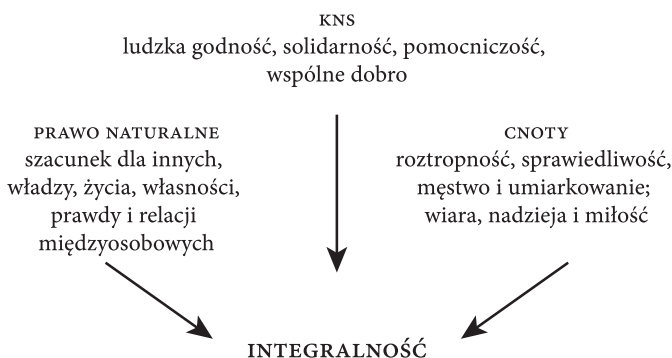 KNS
ludzka godność, solidarność, pomocniczość,
wspólne dobro
PRAWO NATURALNE
szacunek dla innych,
władzy, życia, własności,
prawdy i relacji
międzyosobowych
CNOTY
roztropność, sprawiedliwość,
męstwo i umiarkowanie;
wiara, nadzieja i miłość
INTEGRALNOŚĆ